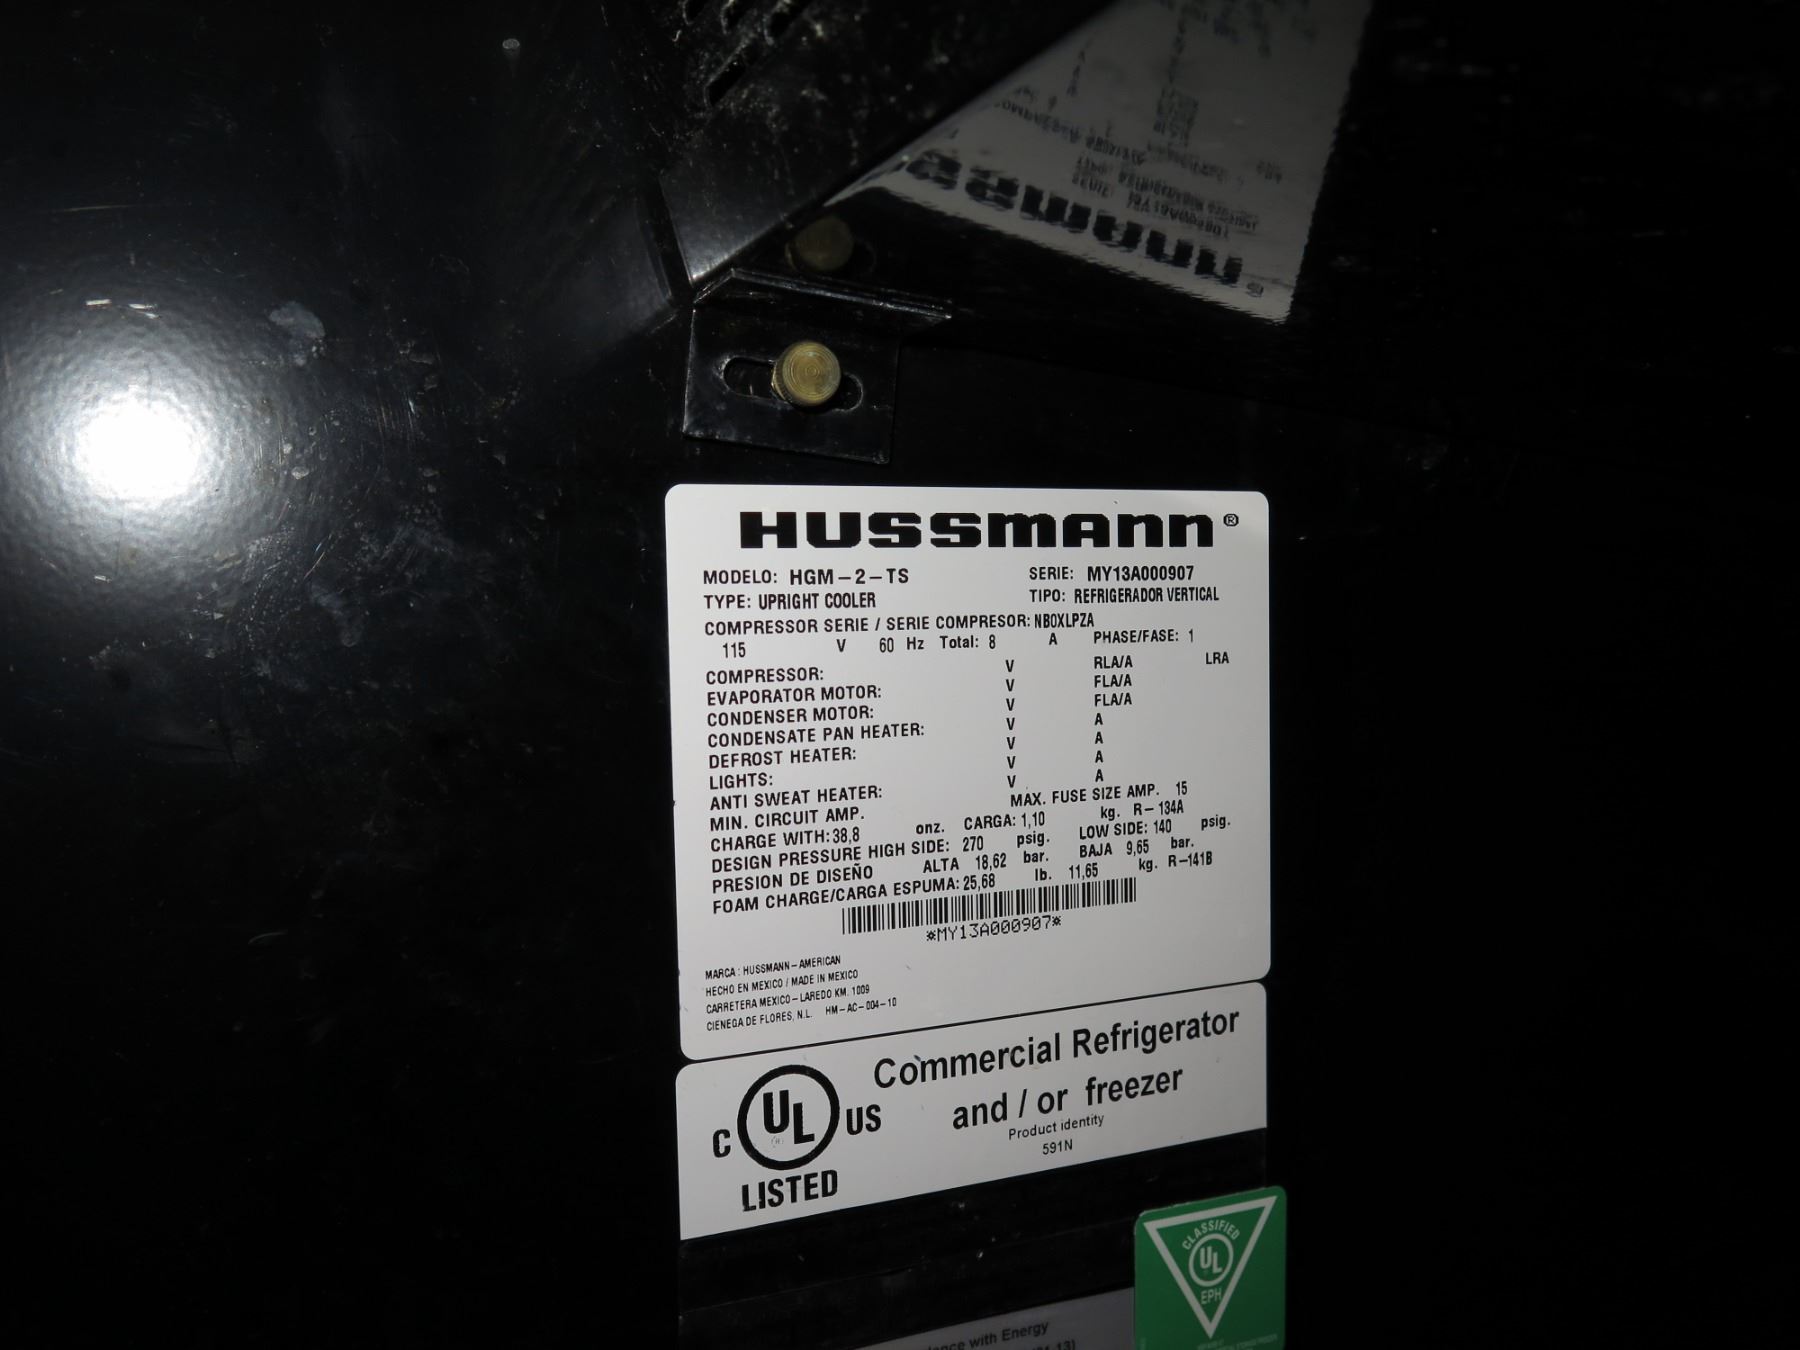 HUSSMANN®
MODELO: HGM-2-TS SERIE: MY13A000907
TYPE: UPRIGHT COOLER TIPO: REFRIGERADOR VERTICAL
COMPRESSOR SERIE / SERIE COMPRESOR: NBOXLPZA
115 V 60 Hz Total: 8 A PHASE/FASE: 1
COMPRESSOR: V RLA/A LRA
EVAPORATOR MOTOR: V FLA/A
CONDENSER MOTOR: V FLA/A
CONDENSATE PAN HEATER: V A
DEFROST HEATER: V A
LIGHTS: V A
ANTI SWEAT HEATER: V A
MIN. CIRCUIT AMP. MAX. FUSE SIZE AMP. 15
CHARGE WITH: 38,8 onz. CARGA: 1,10 kg. R-134A
DESIGN PRESSURE HIGH SIDE: 270 psig. LOW SIDE: 140 psig.
PRESION DE DISEÑO ALTA 18,62 bar. BAJA 9,65 bar.
FOAM CHARGE/CARGA ESPUMA: 25,68 lb. 11,65 kg. R-141B
*MY13A000907*
MARCA: HUSSMANN-AMERICAN
HECHO EN MEXICO / MADE IN MEXICO
CARRETERA MEXICO-LAREDO KM. 1009
CIENEGA DE FLORES, N.L. HM-AC-004-10
Commercial Refrigerator
and / or freezer
Product identity
591N
C UL US
LISTED
CLASSIFIED
UL
EPH
with Energy